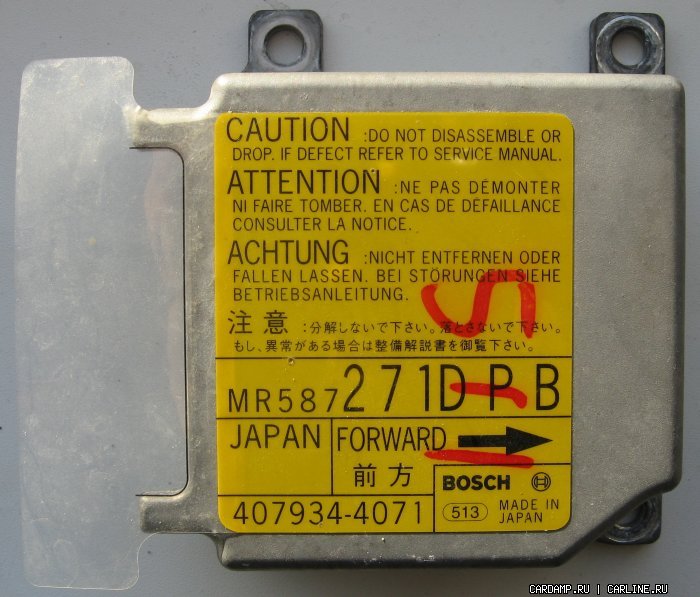 CAUTION :DO NOT DISASSEMBLE OR
DROP. IF DEFECT REFER TO SERVICE MANUAL.
ATTENTION :NE PAS DÉMONTER
NI FAIRE TOMBER. EN CAS DE DÉFAILLANCE
CONSULTER LA NOTICE.
ACHTUNG :NICHT ENTFERNEN ODER
FALLEN LASSEN. BEI STÖRUNGEN SIEHE
BETRIEBSANLEITUNG.
注意 :分解しないで下さい。落とさないで下さい。
もし、異常がある場合は整備解説書を御覧下さい。
MR587271D-P B
JAPAN
FORWARD
前方
407934-4071
BOSCH
513 MADE IN
JAPAN
CARDAMP.RU | CARLINE.RU